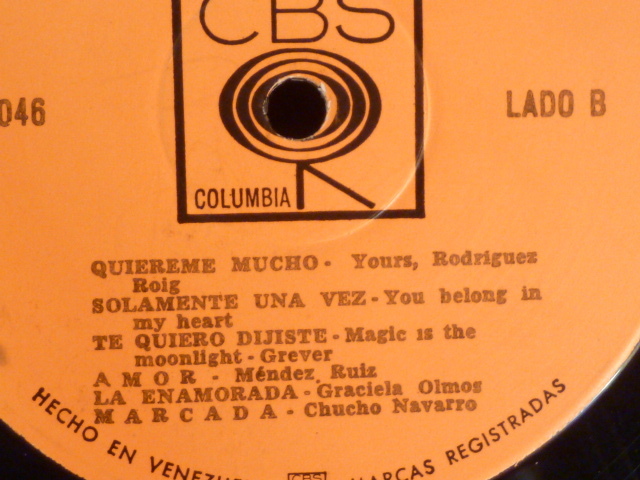 CBS
046
LADO B
COLUMBIA
QUIEREME MUCHO - Yours, Rodriguez
Roig
SOLAMENTE UNA VEZ - You belong in
my heart
TE QUIERO DIJISTE - Magic is the
moonlight - Grever
AMOR - Méndez, Ruiz
LA ENAMORADA - Graciela Olmos
MARCADA - Chucho Navarro
HECHO EN
CBS
MARCAS REGISTRADAS